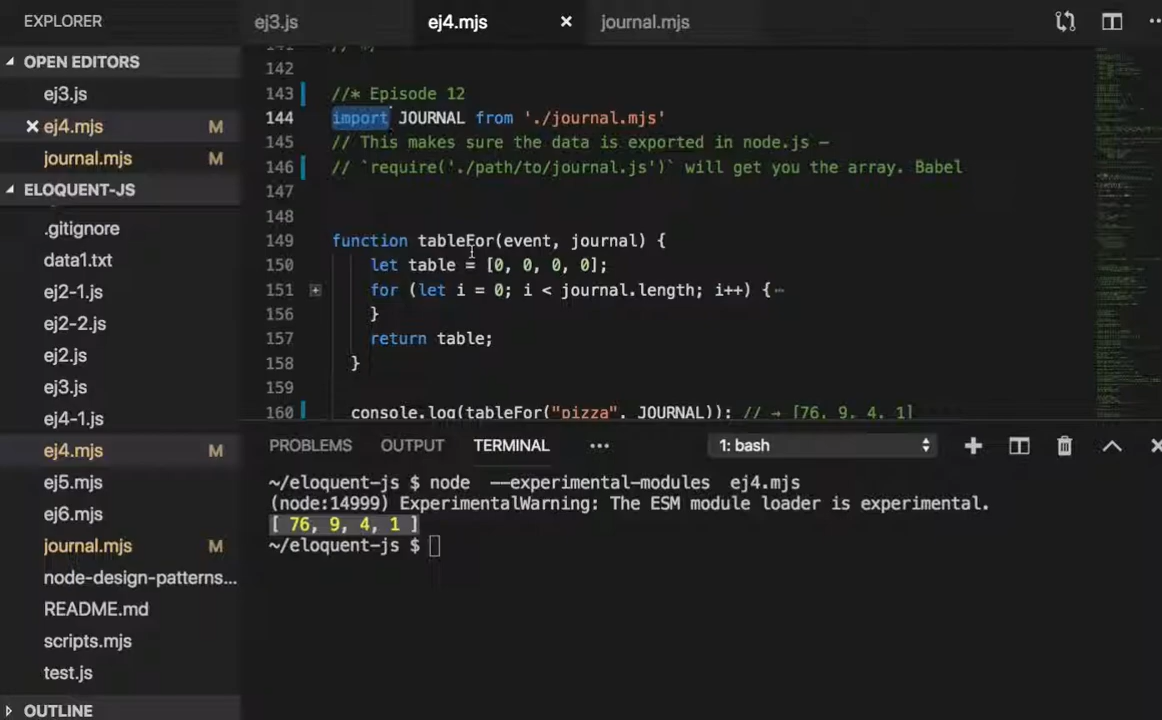 EXPLORER
ej3.js
ej4.mjs
journal.mjs
OPEN EDITORS
ej3.js
ej4.mjs M
journal.mjs M
ELOQUENT-JS
.gitignore
data1.txt
ej2-1.js
ej2-2.js
ej2.js
ej3.js
ej4-1.js
ej4.mjs M
ej5.mjs
ej6.mjs
journal.mjs M
node-design-patterns...
README.md
scripts.mjs
test.js
OUTLINE
142
143 //* Episode 12
144 import JOURNAL from './journal.mjs'
145 // This makes sure the data is exported in node.js —
146 // `require('./path/to/journal.js')` will get you the array. Babel
147
148
149 function tableFor(event, journal) {
150 let table = [0, 0, 0, 0];
151 for (let i = 0; i < journal.length; i++) {
156 }
157 return table;
158 }
159
160 console.log(tableFor("pizza", JOURNAL)); // → [76, 9, 4, 1]
PROBLEMS OUTPUT TERMINAL ••• 1: bash
~/eloquent-js $ node --experimental-modules ej4.mjs
(node:14999) ExperimentalWarning: The ESM module loader is experimental.
[ 76, 9, 4, 1 ]
~/eloquent-js $